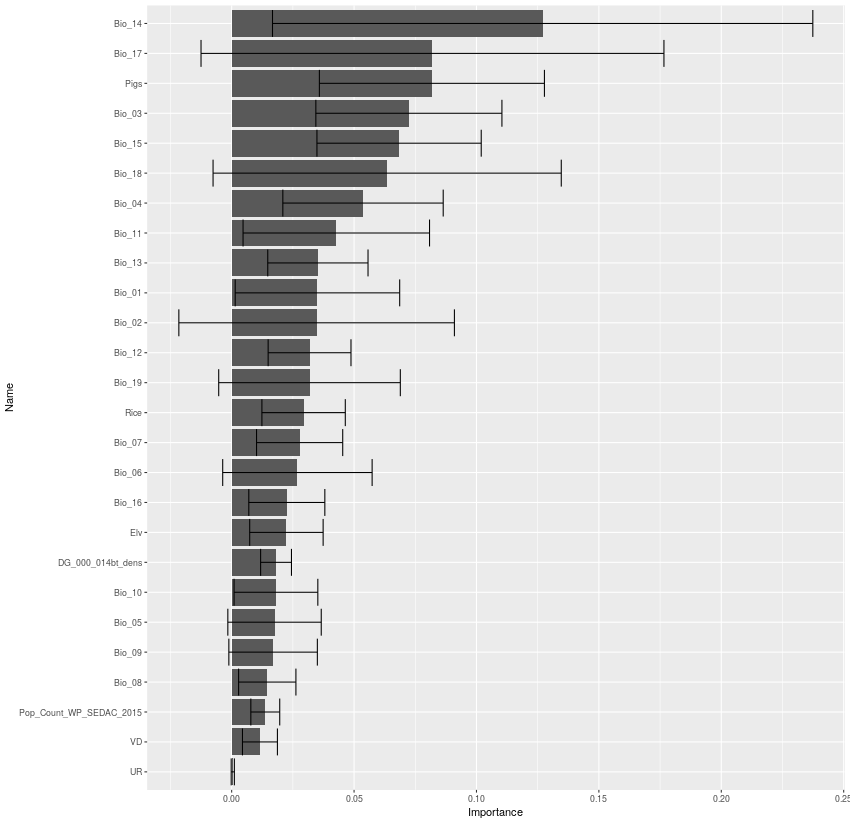 Bio_14
Bio_17
Pigs
Bio_03
Bio_15
Bio_18
Bio_04
Bio_11
Bio_13
Bio_01
Bio_02
Bio_12
Bio_19
Rice
Bio_07
Bio_06
Bio_16
Elv
DG_000_014bt_dens
Bio_10
Bio_05
Bio_09
Bio_08
Pop_Count_WP_SEDAC_2015
VD
UR
Name
0.00 0.05 0.10 0.15 0.20 0.25
Importance